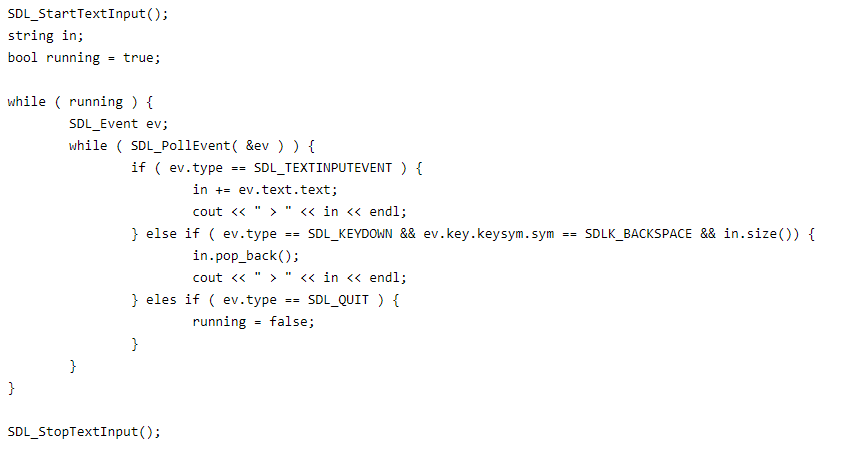 SDL_StartTextInput();
string in;
bool running = true;

while ( running ) {
        SDL_Event ev;
        while ( SDL_PollEvent( &ev ) ) {
                if ( ev.type == SDL_TEXTINPUTEVENT ) {
                        in += ev.text.text;
                        cout << " > " << in << endl;
                } else if ( ev.type == SDL_KEYDOWN && ev.key.keysym.sym == SDLK_BACKSPACE && in.size()) {
                        in.pop_back();
                        cout << " > " << in << endl;
                } eles if ( ev.type == SDL_QUIT ) {
                        running = false;
                }
        }
}

SDL_StopTextInput();